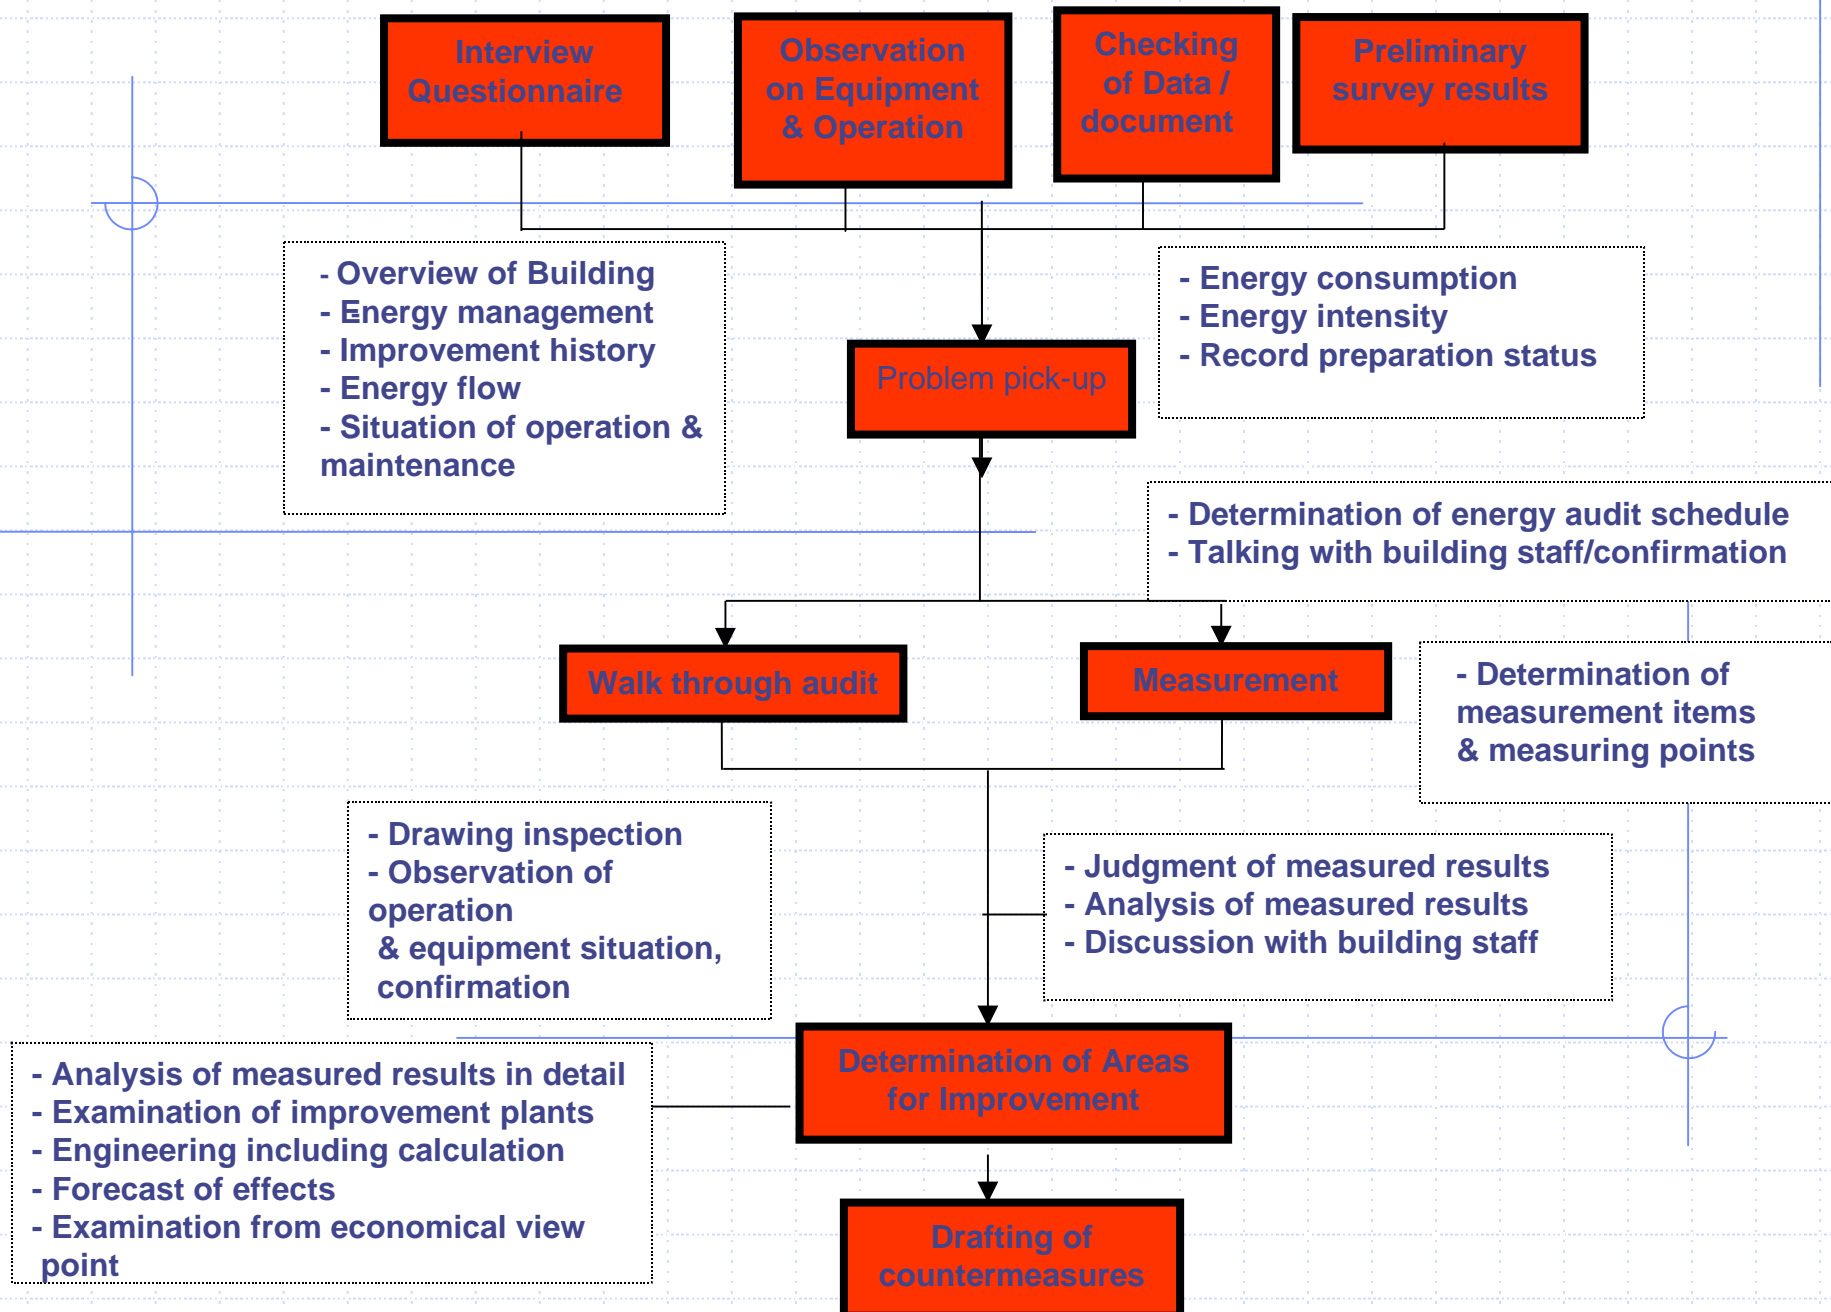 Interview
Questionnaire
Observation
on Equipment
& Operation
Checking
of Data /
document
Preliminary
survey results
- Overview of Building
- Energy management
- Improvement history
- Energy flow
- Situation of operation &
maintenance
- Energy consumption
- Energy intensity
- Record preparation status
Problem pick-up
- Determination of energy audit schedule
- Talking with building staff/confirmation
Walk through audit
Measurement
- Determination of
measurement items
& measuring points
- Drawing inspection
- Observation of
operation
& equipment situation,
confirmation
- Judgment of measured results
- Analysis of measured results
- Discussion with building staff
Determination of Areas
for Improvement
- Analysis of measured results in detail
- Examination of improvement plants
- Engineering including calculation
- Forecast of effects
- Examination from economical view
point
Drafting of
countermeasures